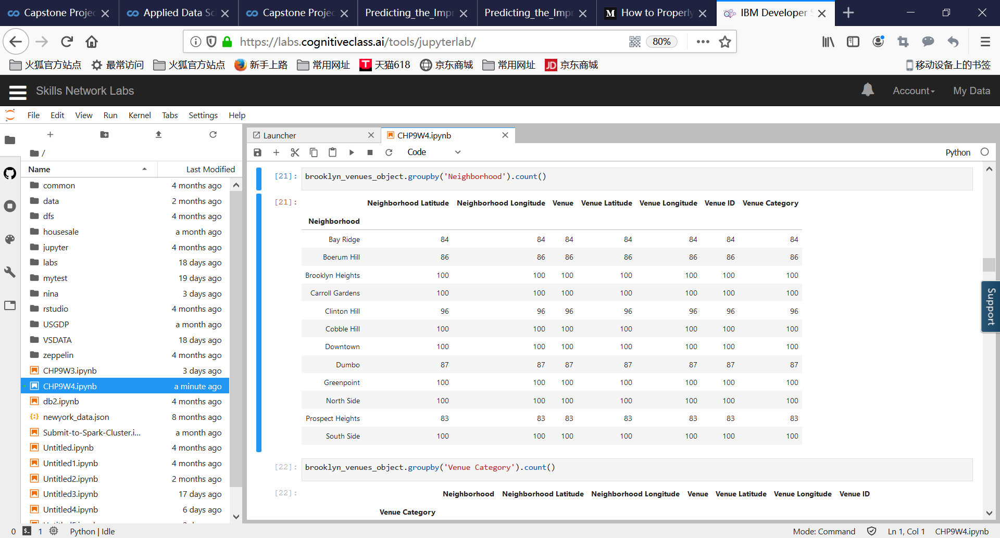 Capstone Projec
Applied Data Sc
Capstone Projec
Predicting_the_Impr
Predicting_the_Impr
How to Properly
IBM Developer S
https://labs.cognitiveclass.ai/tools/jupyterlab/
80%
火狐官方站点
最常访问
火狐官方站点
新手上路
常用网址
天猫618
京东商城
常用网址
JD
京东商城
移动设备上的书签
Skills Network Labs
Account
My Data
File Edit View Run Kernel Tabs Settings Help
/
Name Last Modified
common 4 months ago
data 2 months ago
dfs 4 months ago
housesale a month ago
jupyter 4 months ago
labs 18 days ago
mytest 19 days ago
nina 3 days ago
rstudio 4 months ago
USGDP a month ago
VSDATA 18 days ago
zeppelin 4 months ago
CHP9W3.ipynb 3 days ago
CHP9W4.ipynb a minute ago
db2.ipynb 4 months ago
newyork_data.json 8 months ago
Submit-to-Spark-Cluster.i... a month ago
Untitled.ipynb 4 months ago
Untitled1.ipynb 4 months ago
Untitled2.ipynb 2 months ago
Untitled3.ipynb 17 days ago
Untitled4.ipynb 6 days ago
Launcher
CHP9W4.ipynb
Code
Python
[21]: brooklyn_venues_object.groupby('Neighborhood').count()
[21]: Neighborhood Latitude Neighborhood Longitude Venue Venue Latitude Venue Longitude Venue ID Venue Category
Neighborhood
Bay Ridge 84 84 84 84 84 84 84
Boerum Hill 86 86 86 86 86 86 86
Brooklyn Heights 100 100 100 100 100 100 100
Carroll Gardens 100 100 100 100 100 100 100
Clinton Hill 96 96 96 96 96 96 96
Cobble Hill 100 100 100 100 100 100 100
Downtown 100 100 100 100 100 100 100
Dumbo 87 87 87 87 87 87 87
Greenpoint 100 100 100 100 100 100 100
North Side 100 100 100 100 100 100 100
Prospect Heights 83 83 83 83 83 83 83
South Side 100 100 100 100 100 100 100
[22]: brooklyn_venues_object.groupby('Venue Category').count()
[22]: Neighborhood Neighborhood Latitude Neighborhood Longitude Venue Venue Latitude Venue Longitude Venue ID
Venue Category
Support
0 1 Python | Idle
Mode: Command Ln 1, Col 1 CHP9W4.ipynb